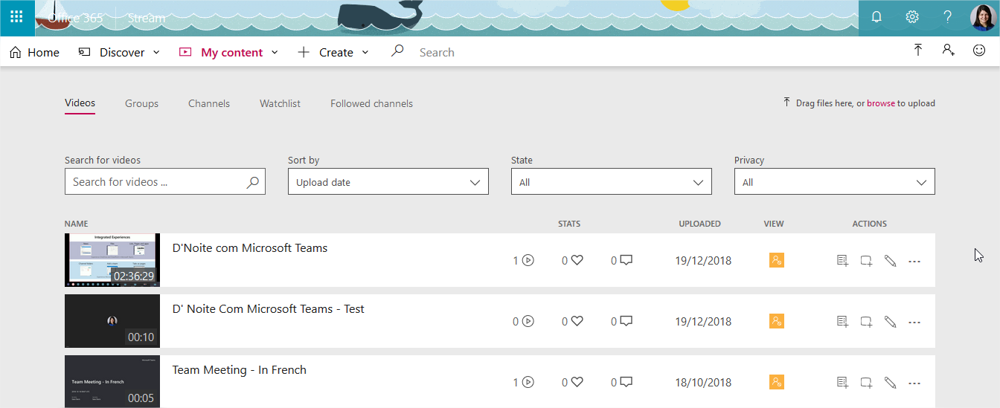 Office 365 Stream
Home Discover My content Create Search
Videos Groups Channels Watchlist Followed channels
Drag files here, or browse to upload
Search for videos Sort by State Privacy
Search for videos ... Upload date All All
NAME STATS UPLOADED VIEW ACTIONS
Integrated Experiences
02:36:29
D'Noite com Microsoft Teams
1 0 0 19/12/2018
00:10
D' Noite Com Microsoft Teams - Test
0 0 0 19/12/2018
Team Meeting - In French
00:05
Team Meeting - In French
1 0 0 18/10/2018